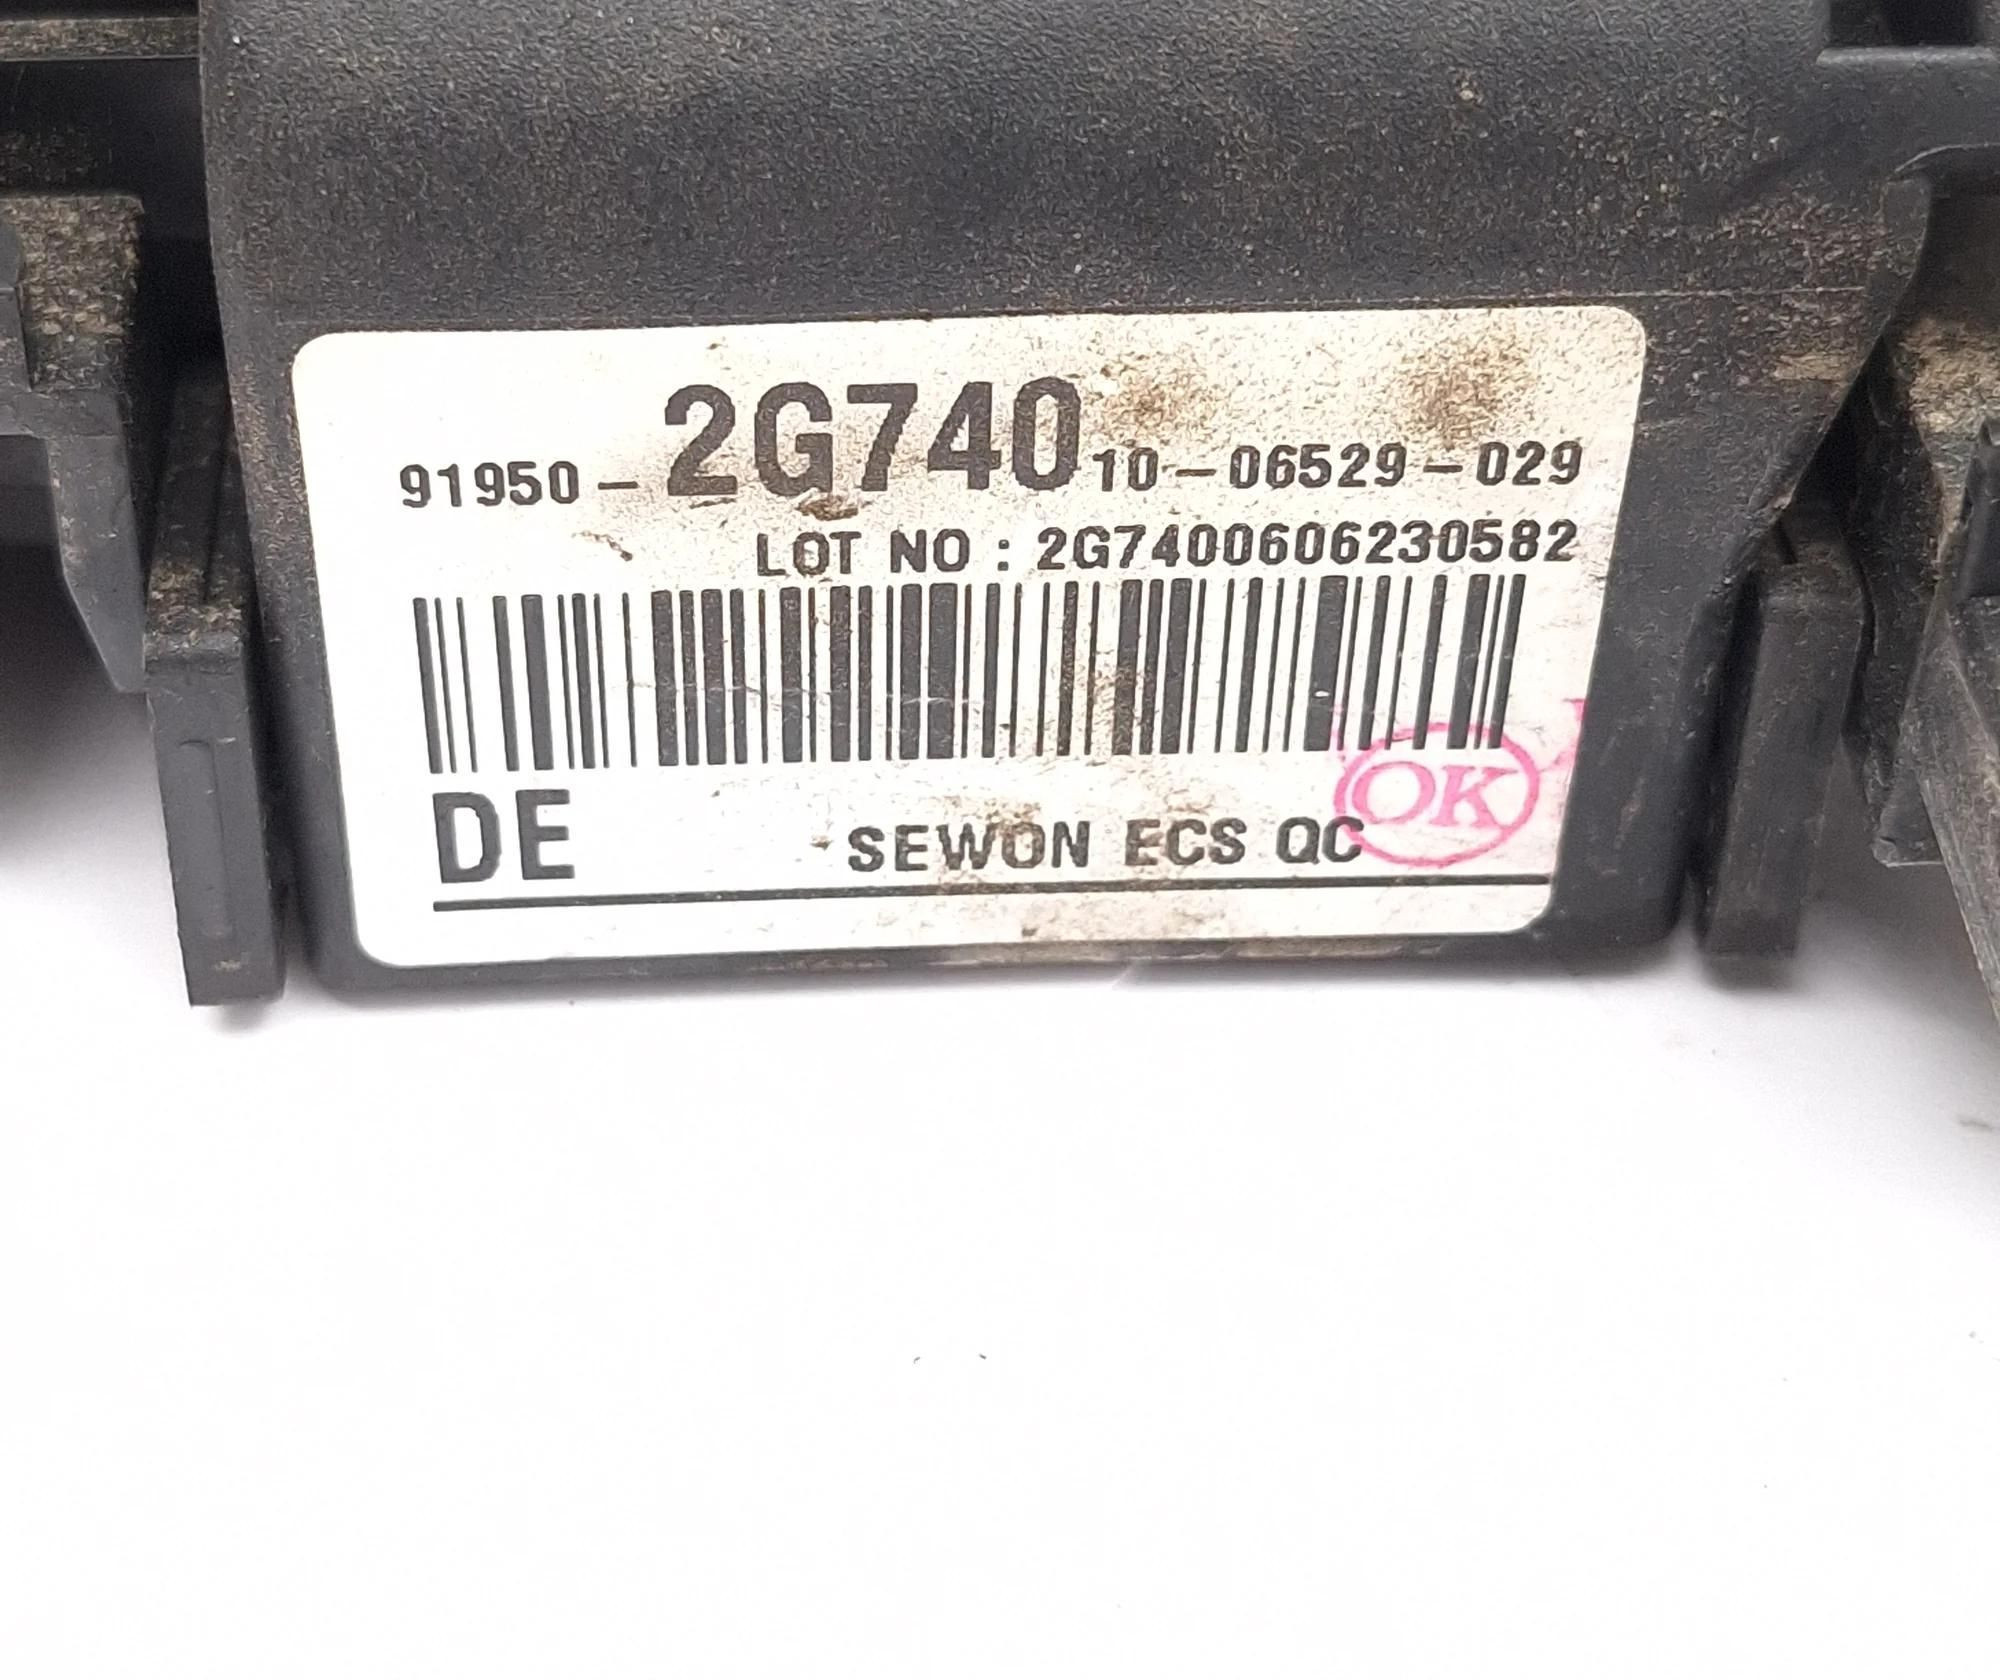 91950-2G740 10-06529-029
LOT NO : 2G7400606230582
DE SEWON ECS QC
OK